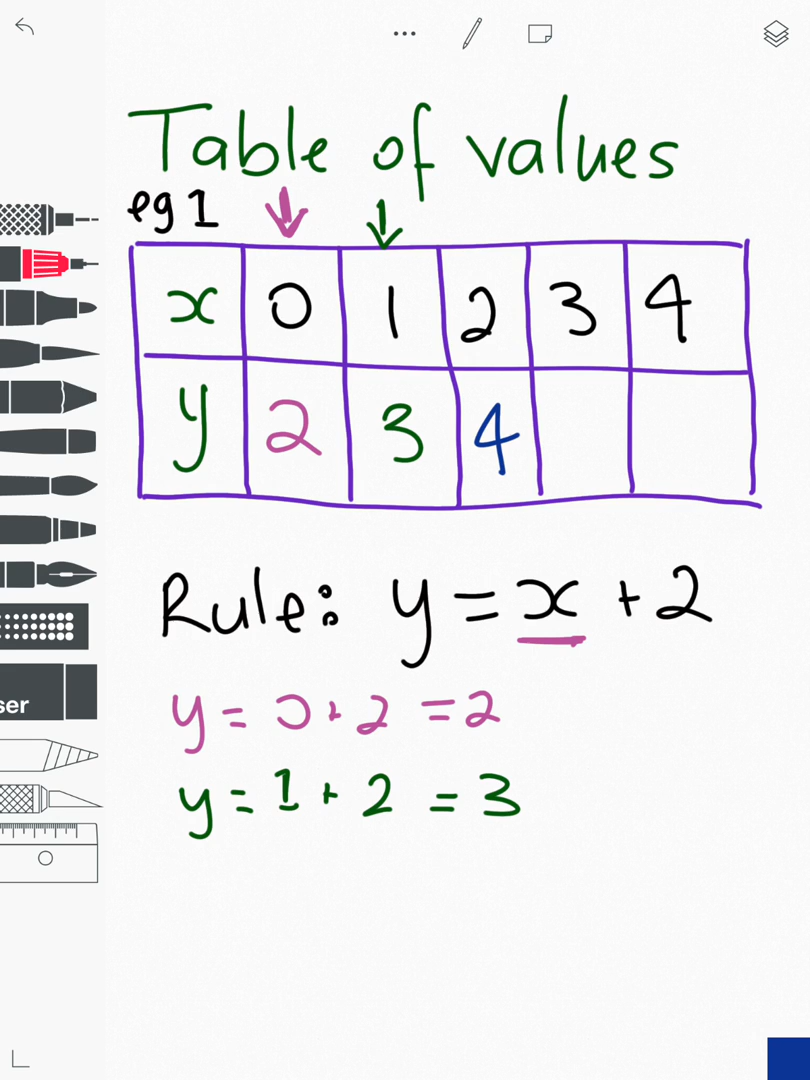 Table of values
eg 1
x 0 1 2 3 4
y 2 3 4
Rule: y = x + 2
y = 0 + 2 = 2
y = 1 + 2 = 3
ser